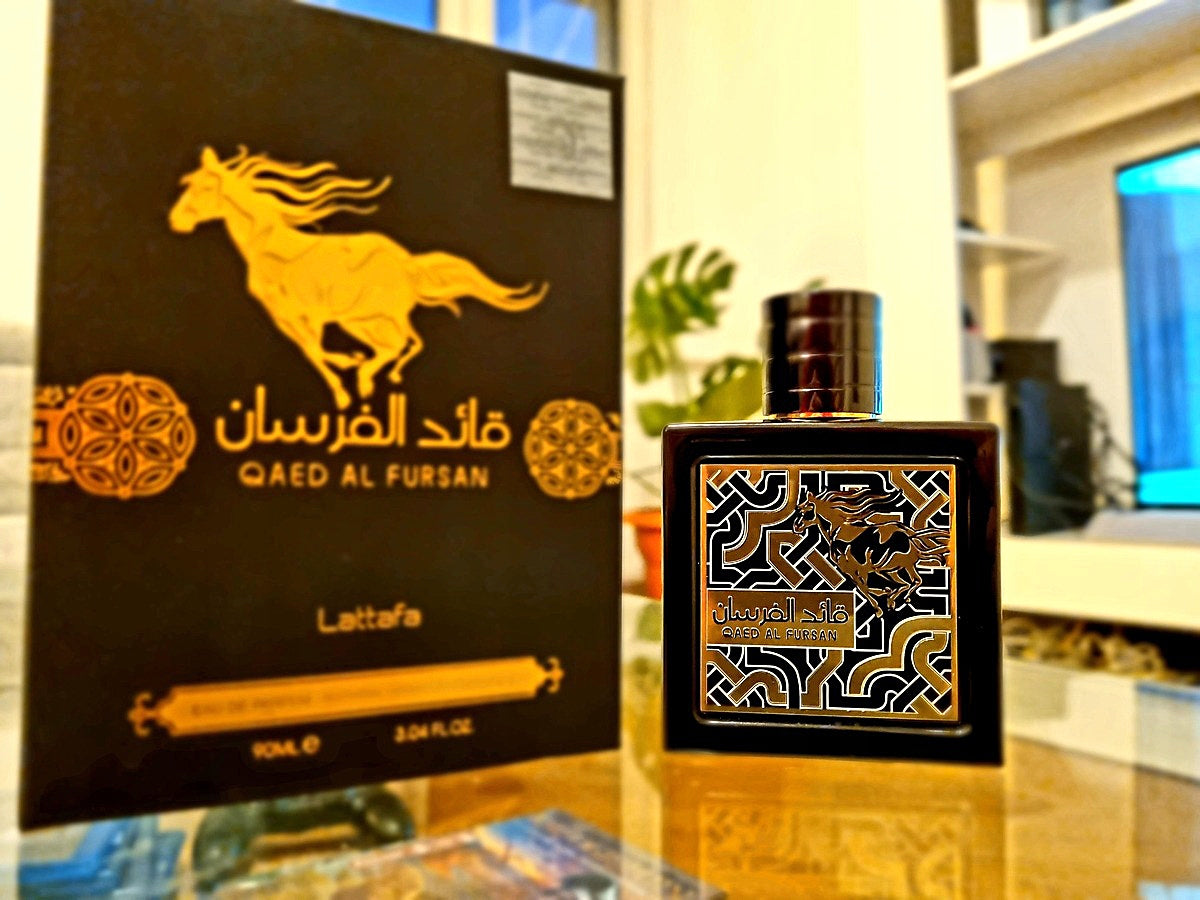 قائد الفرسان
QAED AL FURSAN
Lattafa
90ML e
3.04 FL.OZ.
قائد الفرسان
QAED AL FURSAN